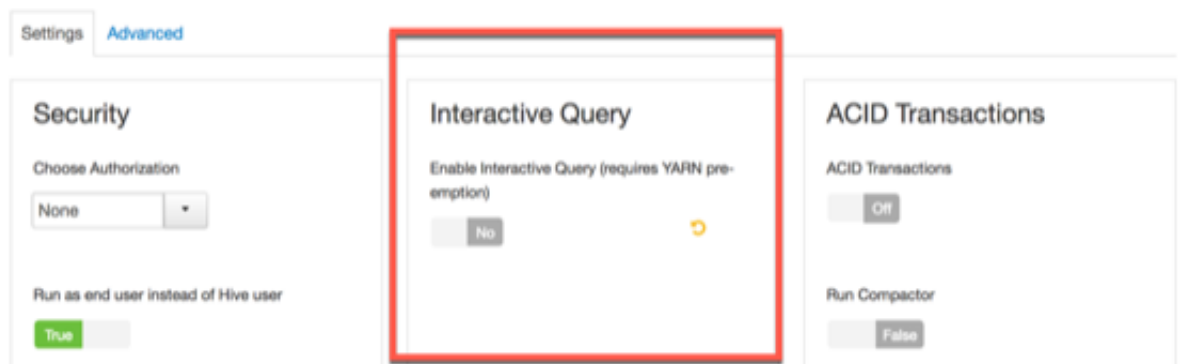 Settings
Advanced
Security
Choose Authorization
None
Run as end user instead of Hive user
True
Interactive Query
Enable Interactive Query (requires YARN pre-
emption)
No
ACID Transactions
ACID Transactions
Off
Run Compactor
False